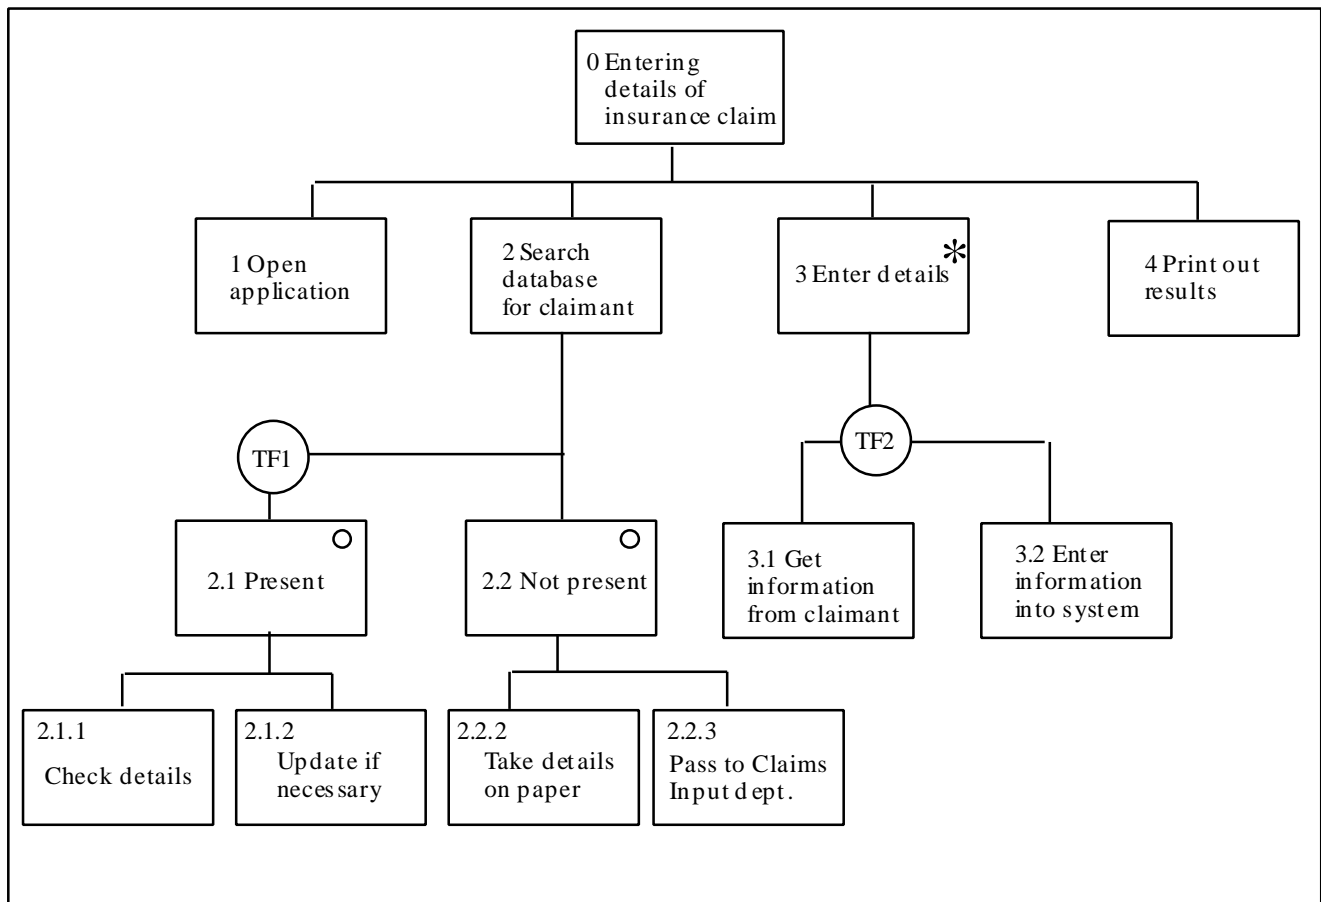 0 Entering
details of
insurance claim
1 Open
application
2 Search
database
for claimant
3 Enter details
*
4 Print out
results
TF1
TF2
2.1 Present
2.2 Not present
3.1 Get
information
from claimant
3.2 Enter
information
into system
2.1.1
Check details
2.1.2
Update if
necessary
2.2.2
Take details
on paper
2.2.3
Pass to Claims
Input dept.